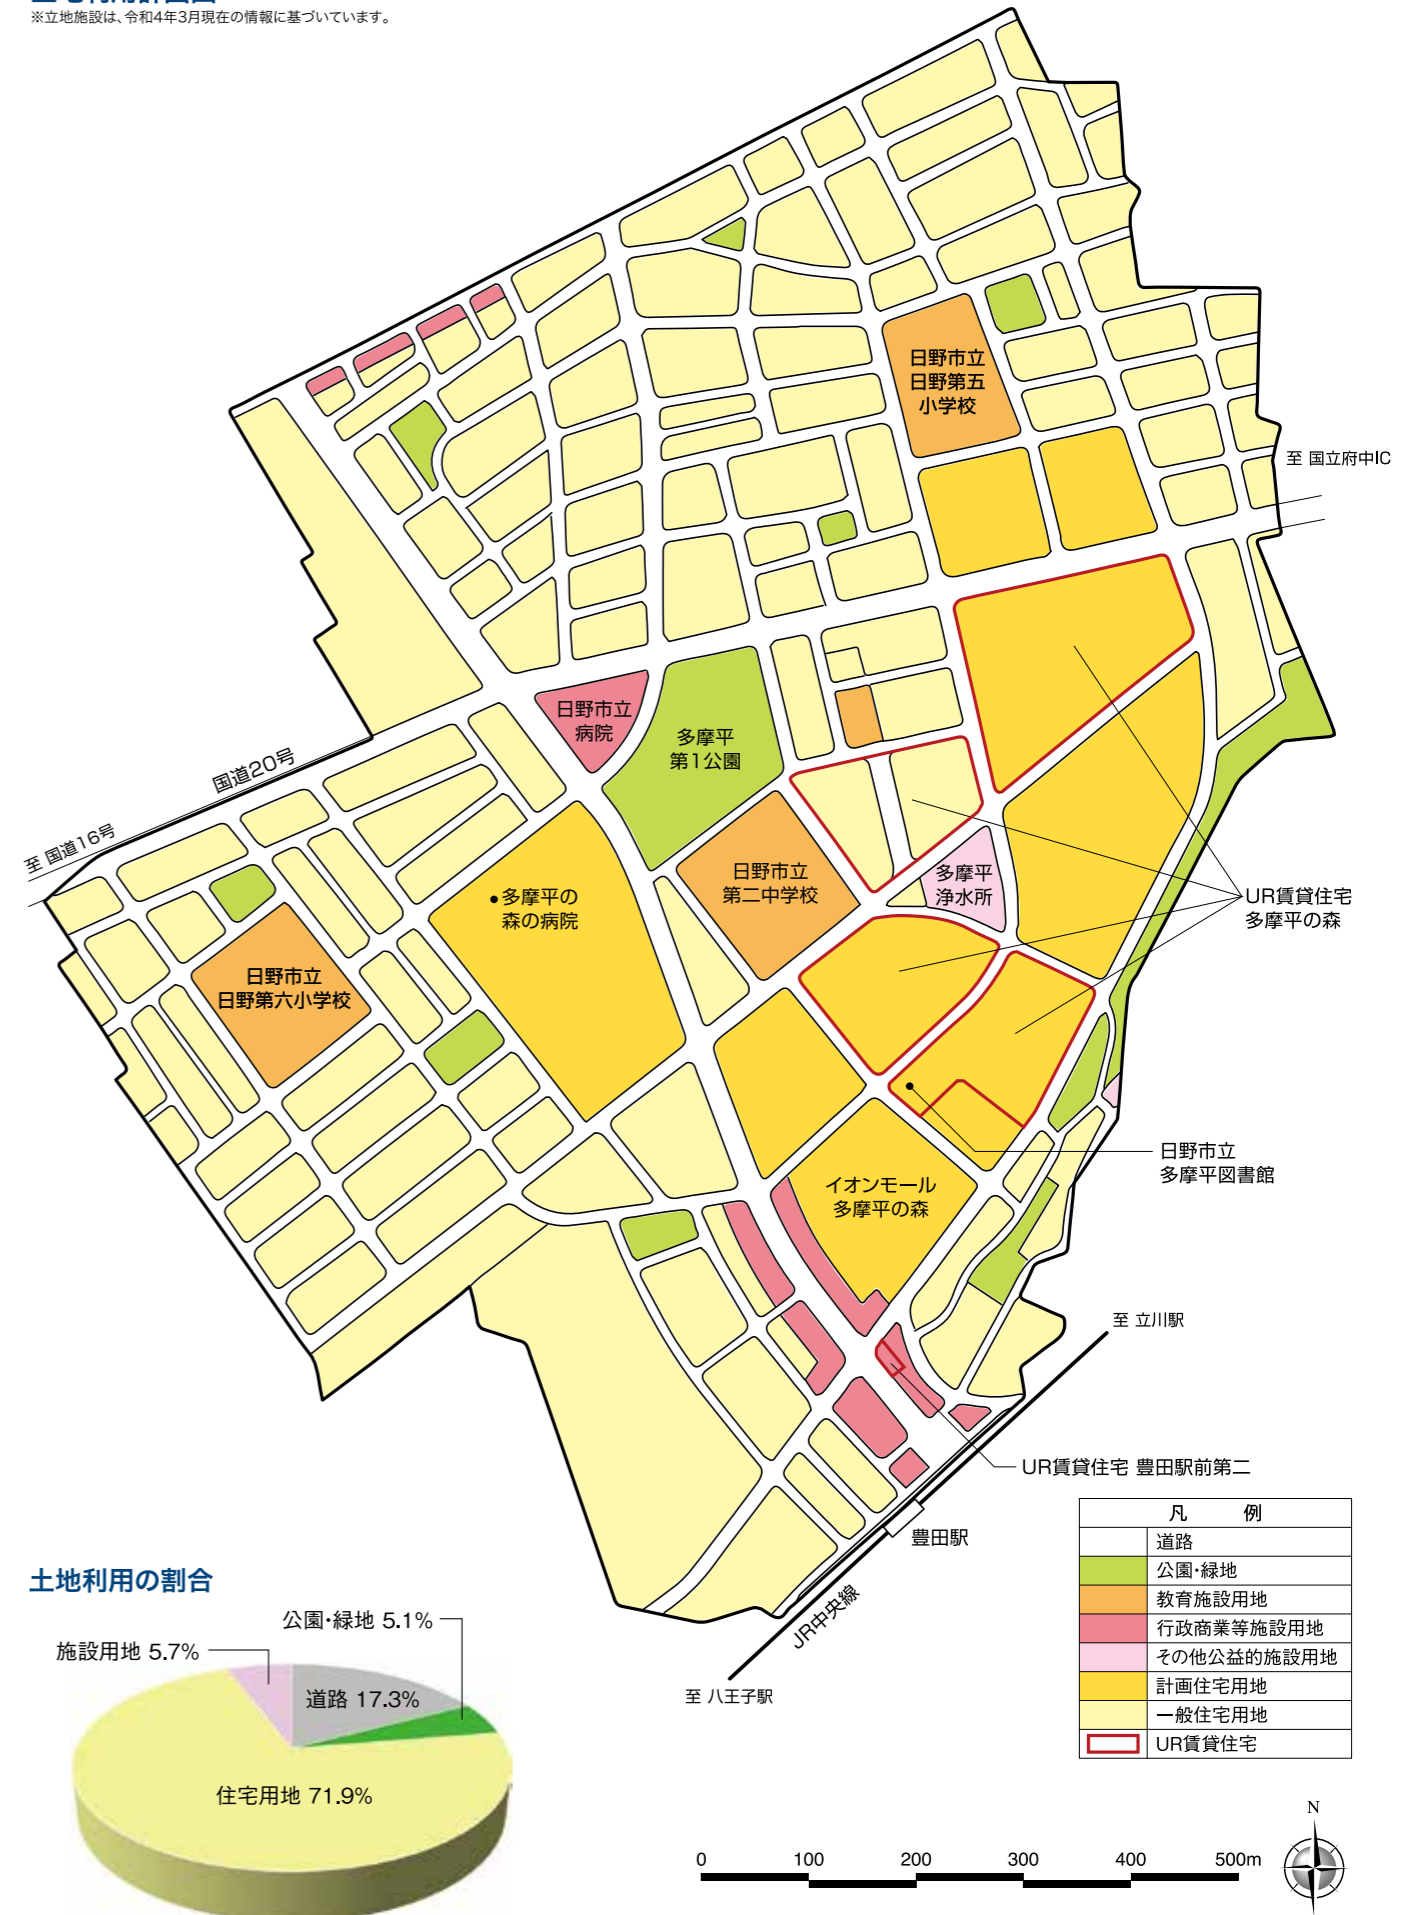 ※立地施設は、令和4年3月現在の情報に基づいています。
日野市立
日野第五
小学校
至 国立府中IC
日野市立
病院
多摩平
第1公園
国道20号
至 国道16号
日野市立
第二中学校
多摩平
浄水所
多摩平の
森の病院
UR賃貸住宅
多摩平の森
日野市立
日野第六小学校
日野市立
多摩平図書館
イオンモール
多摩平の森
至 立川駅
UR賃貸住宅 豊田駅前第二
豊田駅
JR中央線
至 八王子駅
凡 例
道路
公園・緑地
教育施設用地
行政商業等施設用地
その他公益的施設用地
計画住宅用地
一般住宅用地
UR賃貸住宅
土地利用の割合
公園・緑地 5.1%
施設用地 5.7%
道路 17.3%
住宅用地 71.9%
N
0 100 200 300 400 500m